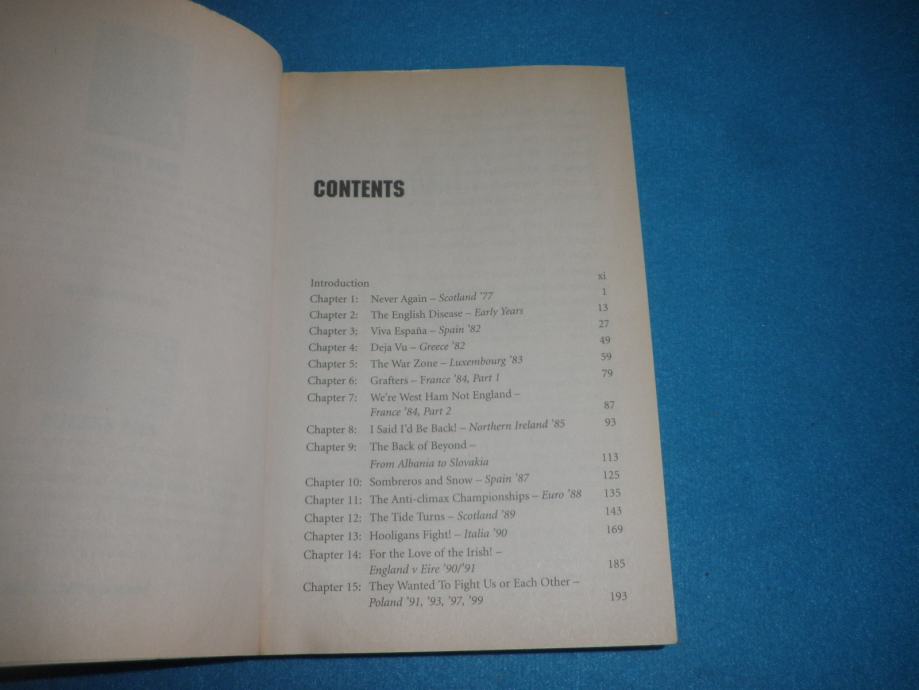 CONTENTS
Introduction xi
Chapter 1: Never Again – Scotland '77 1
Chapter 2: The English Disease – Early Years 13
Chapter 3: Viva España – Spain '82 27
Chapter 4: Deja Vu – Greece '82 49
Chapter 5: The War Zone – Luxembourg '83 59
Chapter 6: Grafters – France '84, Part 1 79
Chapter 7: We're West Ham Not England –
France '84, Part 2 87
Chapter 8: I Said I'd Be Back! – Northern Ireland '85 93
Chapter 9: The Back of Beyond –
From Albania to Slovakia 113
Chapter 10: Sombreros and Snow – Spain '87 125
Chapter 11: The Anti-climax Championships – Euro '88 135
Chapter 12: The Tide Turns – Scotland '89 143
Chapter 13: Hooligans Fight! – Italia '90 169
Chapter 14: For the Love of the Irish! –
England v Eire '90/'91 185
Chapter 15: They Wanted To Fight Us or Each Other –
Poland '91, '93, '97, '99 193